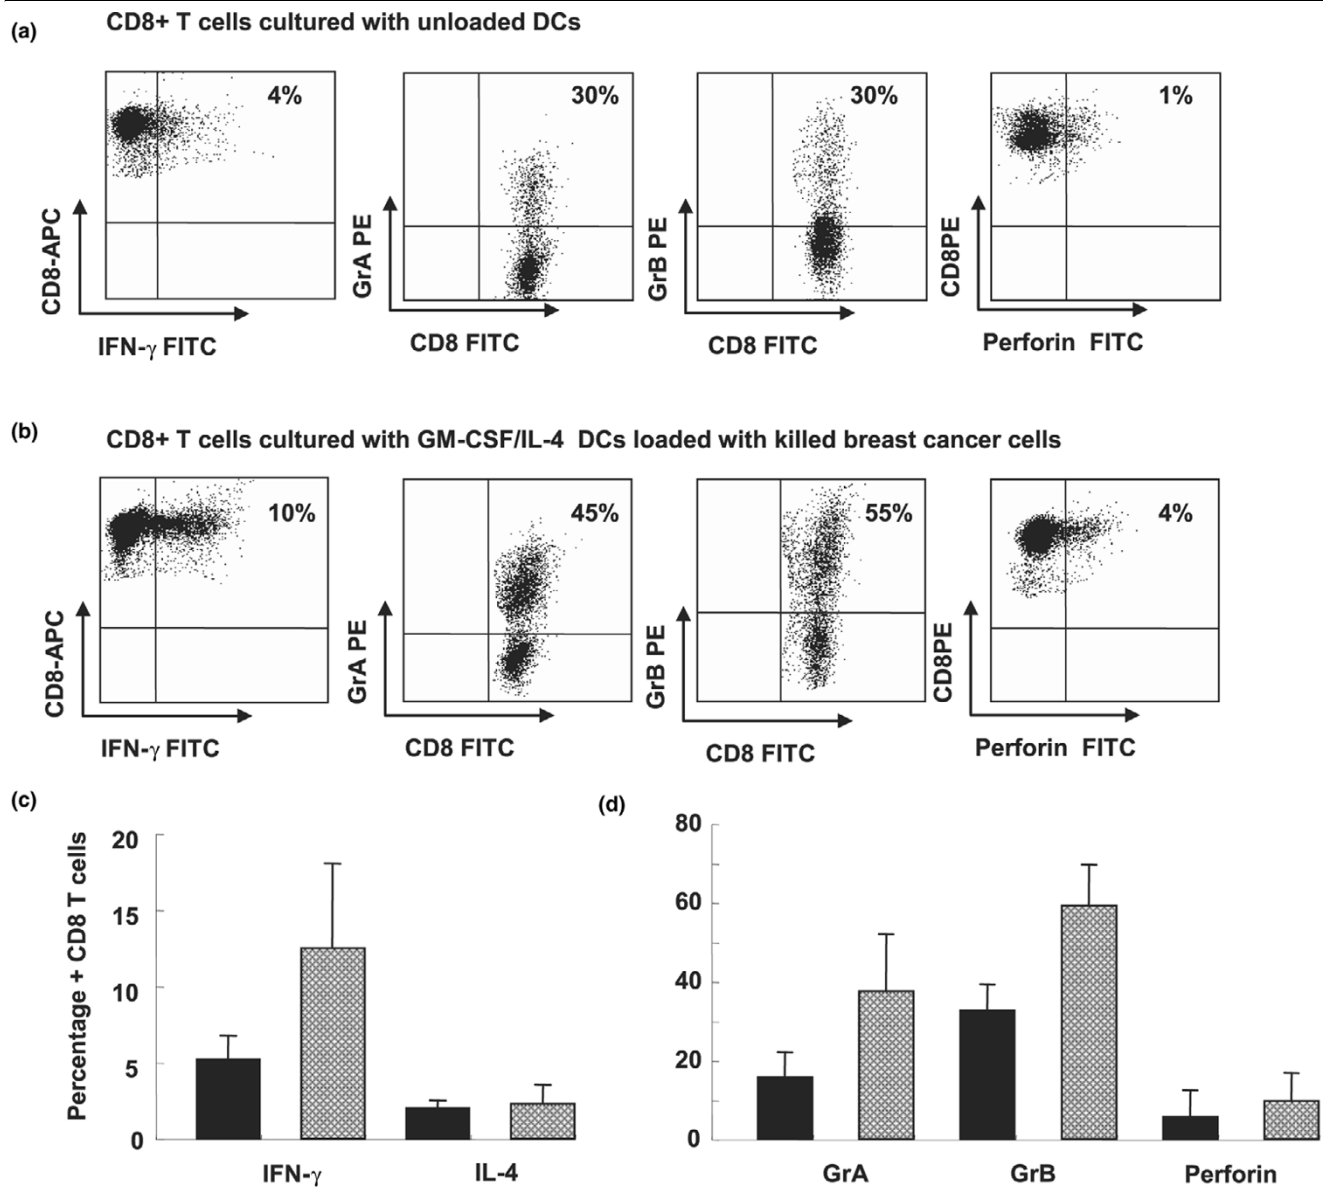 (a)
CD8+ T cells cultured with unloaded DCs
4%
30%
30%
1%
CD8-APC
GrA PE
GrB PE
CD8PE
IFN-γ FITC
CD8 FITC
CD8 FITC
Perforin FITC
(b)
CD8+ T cells cultured with GM-CSF/IL-4 DCs loaded with killed breast cancer cells
10%
45%
55%
4%
CD8-APC
GrA PE
GrB PE
CD8PE
IFN-γ FITC
CD8 FITC
CD8 FITC
Perforin FITC
(c)
Percentage + CD8 T cells
20
15
10
5
0
IFN-γ
IL-4
(d)
80
60
40
20
0
GrA
GrB
Perforin